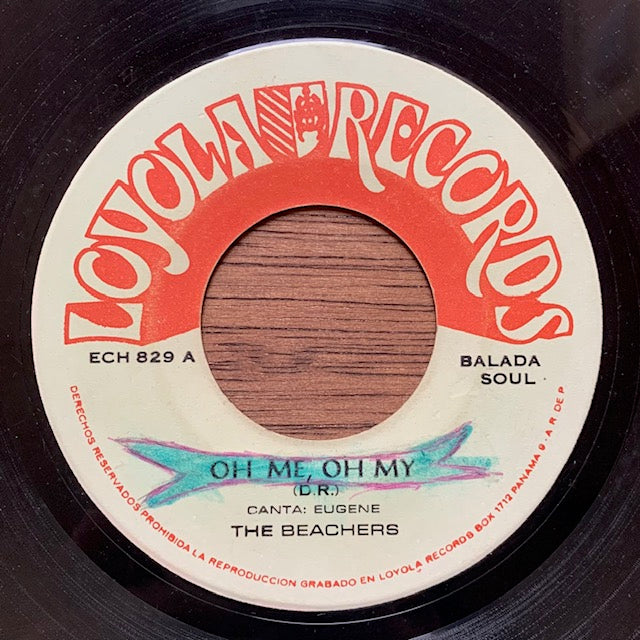 LOYOLA RECORDS
ECH 829 A
BALADA
SOUL
OH ME, OH MY
(D.R.)
CANTA: EUGENE
THE BEACHERS
DERECHOS RESERVADOS PROHIBIDA LA REPRODUCCION GRABADO EN LOYOLA RECORDS BOX 1712 PANAMA 9. A. R. DE P